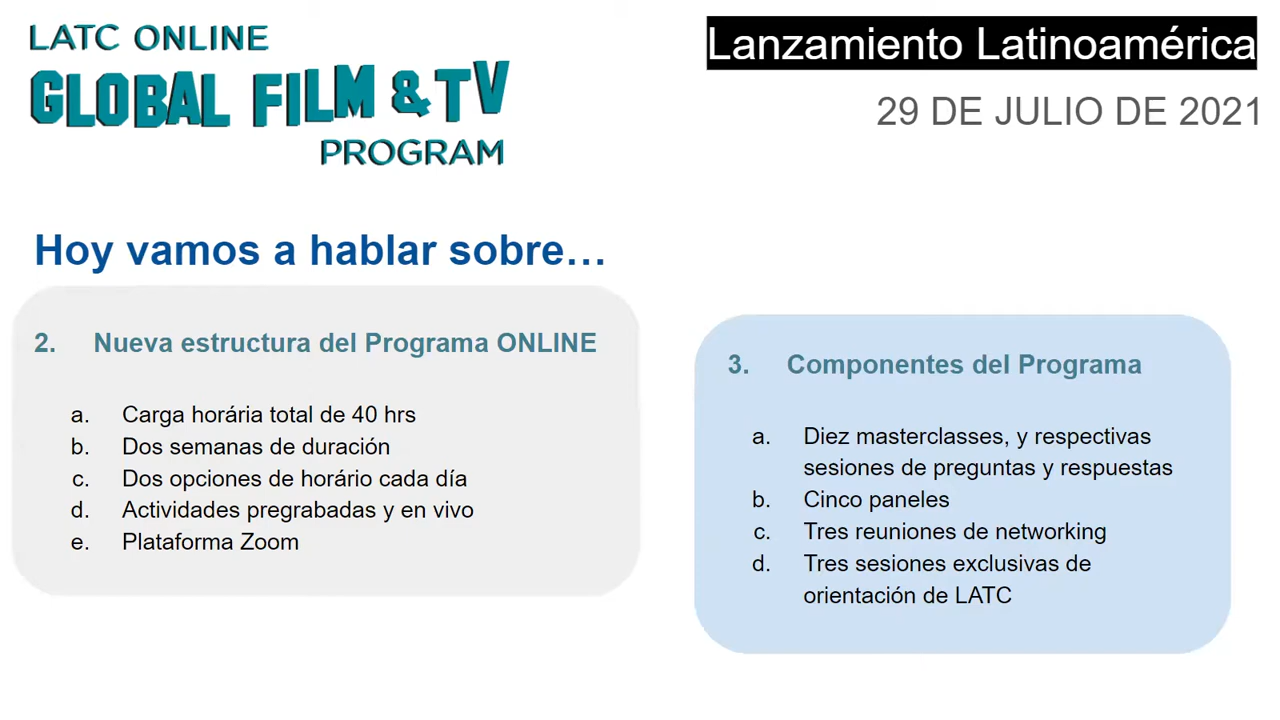 LATC ONLINE
GLOBAL FILM & TV
PROGRAM
Lanzamiento Latinoamérica
29 DE JULIO DE 2021
Hoy vamos a hablar sobre…
2. Nueva estructura del Programa ONLINE
a. Carga horária total de 40 hrs
b. Dos semanas de duración
c. Dos opciones de horário cada día
d. Actividades pregrabadas y en vivo
e. Plataforma Zoom
3. Componentes del Programa
a. Diez masterclasses, y respectivas
sesiones de preguntas y respuestas
b. Cinco paneles
c. Tres reuniones de networking
d. Tres sesiones exclusivas de
orientación de LATC